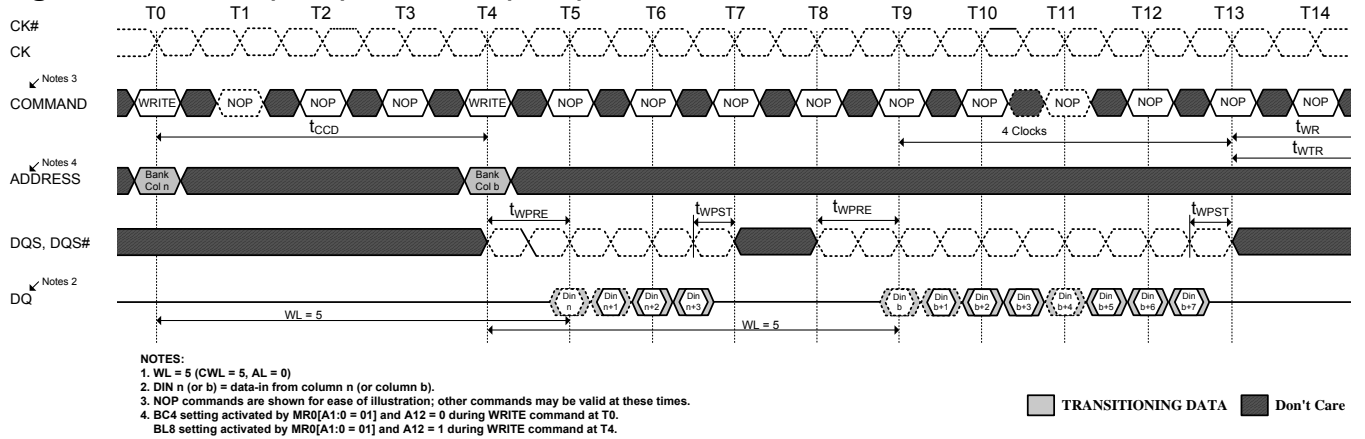 T0 T1 T2 T3 T4 T5 T6 T7 T8 T9 T10 T11 T12 T13 T14
CK#
CK
Notes 3
COMMAND
WRITE NOP NOP NOP WRITE NOP NOP NOP NOP NOP NOP NOP NOP NOP NOP
tCCD
4 Clocks
tWR
tWTR
Notes 4
ADDRESS
Bank
Col n
Bank
Col b
tWPRE
tWPST
tWPRE
tWPST
DQS, DQS#
Notes 2
DQ
Din
n
Din
n+1
Din
n+2
Din
n+3
Din
b
Din
b+1
Din
b+2
Din
b+3
Din
b+4
Din
b+5
Din
b+6
Din
b+7
WL = 5
WL = 5
NOTES:
1. WL = 5 (CWL = 5, AL = 0)
2. DIN n (or b) = data-in from column n (or column b).
3. NOP commands are shown for ease of illustration; other commands may be valid at these times.
4. BC4 setting activated by MR0[A1:0 = 01] and A12 = 0 during WRITE command at T0.
BL8 setting activated by MR0[A1:0 = 01] and A12 = 1 during WRITE command at T4.
TRANSITIONING DATA
Don't Care